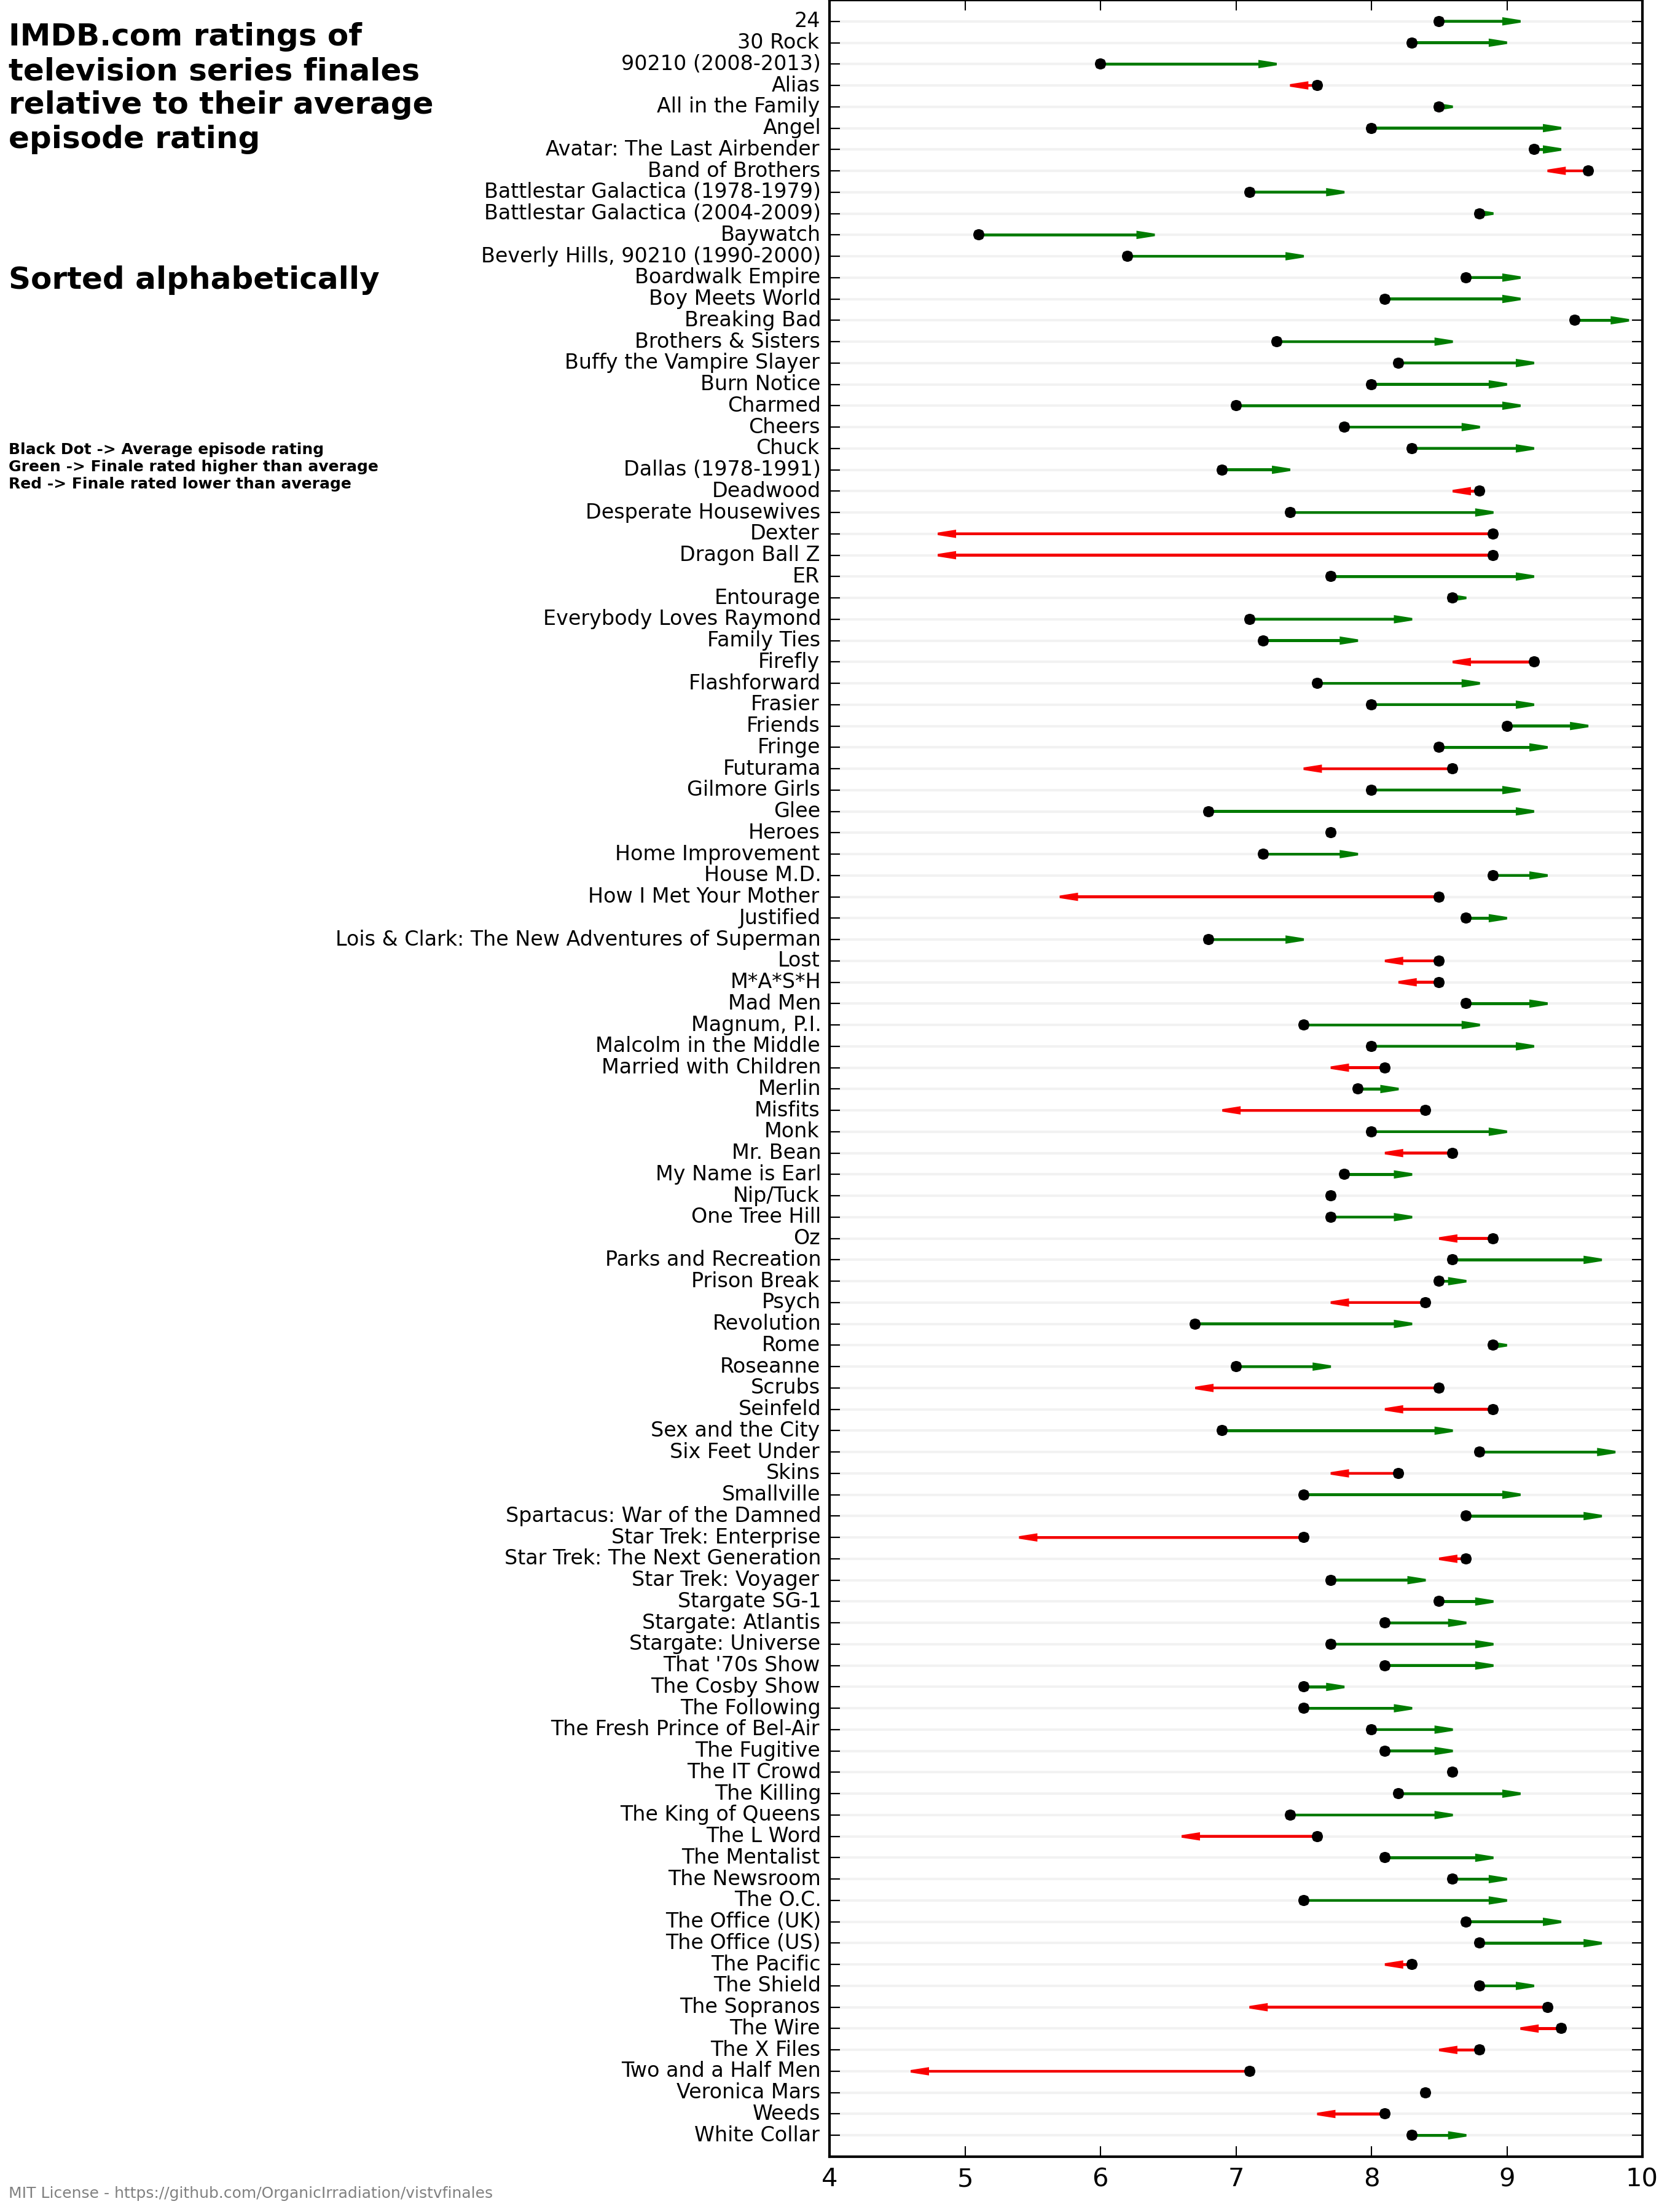 IMDB.com ratings of
television series finales
relative to their average
episode rating
Sorted alphabetically
Black Dot -> Average episode rating
Green -> Finale rated higher than average
Red -> Finale rated lower than average
24
30 Rock
90210 (2008-2013)
Alias
All in the Family
Angel
Avatar: The Last Airbender
Band of Brothers
Battlestar Galactica (1978-1979)
Battlestar Galactica (2004-2009)
Baywatch
Beverly Hills, 90210 (1990-2000)
Boardwalk Empire
Boy Meets World
Breaking Bad
Brothers & Sisters
Buffy the Vampire Slayer
Burn Notice
Charmed
Cheers
Chuck
Dallas (1978-1991)
Deadwood
Desperate Housewives
Dexter
Dragon Ball Z
ER
Entourage
Everybody Loves Raymond
Family Ties
Firefly
Flashforward
Frasier
Friends
Fringe
Futurama
Gilmore Girls
Glee
Heroes
Home Improvement
House M.D.
How I Met Your Mother
Justified
Lois & Clark: The New Adventures of Superman
Lost
M*A*S*H
Mad Men
Magnum, P.I.
Malcolm in the Middle
Married with Children
Merlin
Misfits
Monk
Mr. Bean
My Name is Earl
Nip/Tuck
One Tree Hill
Oz
Parks and Recreation
Prison Break
Psych
Revolution
Rome
Roseanne
Scrubs
Seinfeld
Sex and the City
Six Feet Under
Skins
Smallville
Spartacus: War of the Damned
Star Trek: Enterprise
Star Trek: The Next Generation
Star Trek: Voyager
Stargate SG-1
Stargate: Atlantis
Stargate: Universe
That '70s Show
The Cosby Show
The Following
The Fresh Prince of Bel-Air
The Fugitive
The IT Crowd
The Killing
The King of Queens
The L Word
The Mentalist
The Newsroom
The O.C.
The Office (UK)
The Office (US)
The Pacific
The Shield
The Sopranos
The Wire
The X Files
Two and a Half Men
Veronica Mars
Weeds
White Collar
4 5 6 7 8 9 10
MIT License - https://github.com/OrganicIrradiation/vistvfinales